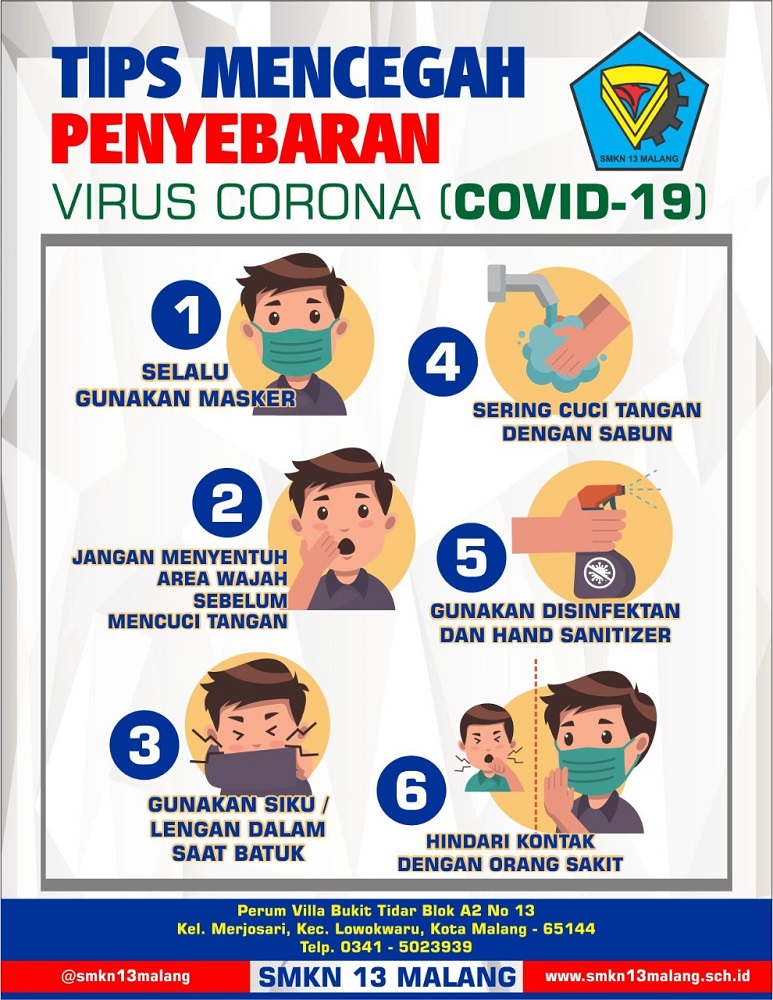 TIPS MENCEGAH
PENYEBARAN
VIRUS CORONA (COVID-19)
SMKN 13 MALANG
1
SELALU
GUNAKAN MASKER
2
JANGAN MENYENTUH
AREA WAJAH
SEBELUM
MENCUCI TANGAN
3
GUNAKAN SIKU /
LENGAN DALAM
SAAT BATUK
4
SERING CUCI TANGAN
DENGAN SABUN
5
GUNAKAN DISINFEKTAN
DAN HAND SANITIZER
6
HINDARI KONTAK
DENGAN ORANG SAKIT
Perum Villa Bukit Tidar Blok A2 No 13
Kel. Merjosari, Kec. Lowokwaru, Kota Malang - 65144
Telp. 0341 - 5023939
@smkn13malang
SMKN 13 MALANG
www.smkn13malang.sch.id